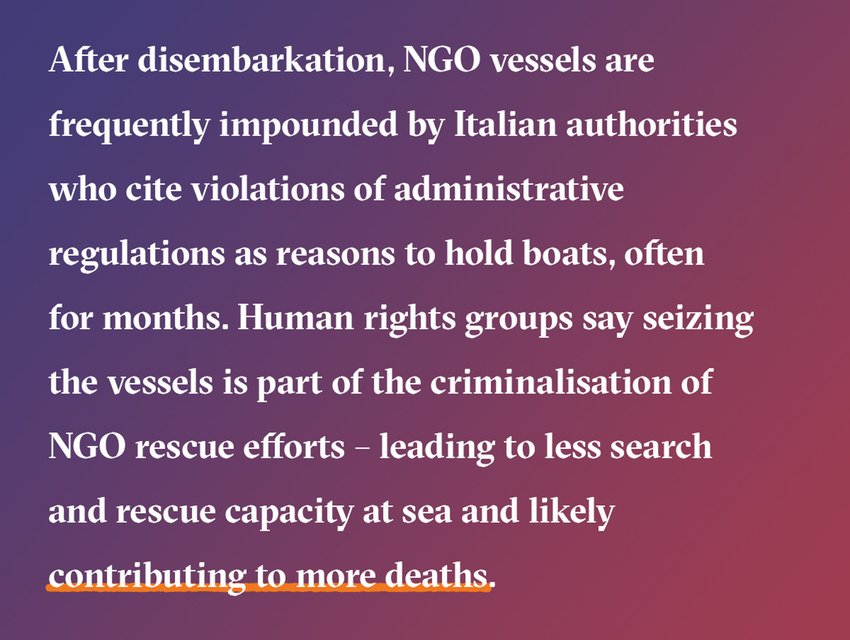 After disembarkation, NGO vessels are
frequently impounded by Italian authorities
who cite violations of administrative
regulations as reasons to hold boats, often
for months. Human rights groups say seizing
the vessels is part of the criminalisation of
NGO rescue efforts – leading to less search
and rescue capacity at sea and likely
contributing to more deaths.